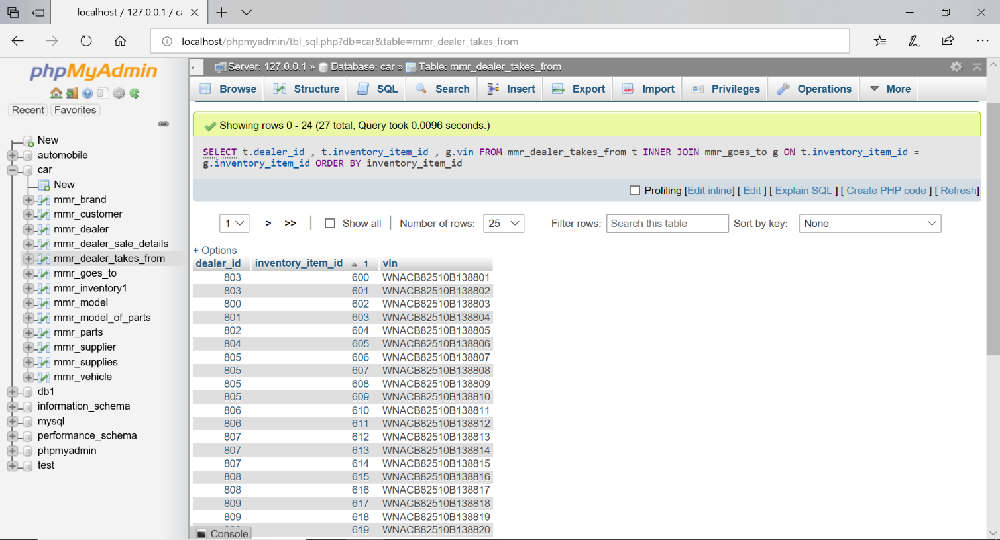 localhost / 127.0.0.1 / ca
localhost/phpmyadmin/tbl_sql.php?db=car&table=mmr_dealer_takes_from
phpMyAdmin
Recent Favorites
New
automobile
car
New
mmr_brand
mmr_customer
mmr_dealer
mmr_dealer_sale_details
mmr_dealer_takes_from
mmr_goes_to
mmr_inventory1
mmr_model
mmr_model_of_parts
mmr_parts
mmr_supplier
mmr_supplies
mmr_vehicle
db1
information_schema
mysql
performance_schema
phpmyadmin
test
Server: 127.0.0.1 » Database: car » Table: mmr_dealer_takes_from
Browse Structure SQL Search Insert Export Import Privileges Operations More
Showing rows 0 - 24 (27 total, Query took 0.0096 seconds.)
SELECT t.dealer_id , t.inventory_item_id , g.vin FROM mmr_dealer_takes_from t INNER JOIN mmr_goes_to g ON t.inventory_item_id =
g.inventory_item_id ORDER BY inventory_item_id
Profiling [Edit inline] [ Edit ] [ Explain SQL ] [ Create PHP code ] [ Refresh]
1 > >> Show all Number of rows: 25 Filter rows: Search this table Sort by key: None
+ Options
dealer_id inventory_item_id 1 vin
803 600 WNACB82510B138801
803 601 WNACB82510B138802
800 602 WNACB82510B138803
801 603 WNACB82510B138804
802 604 WNACB82510B138805
804 605 WNACB82510B138806
805 606 WNACB82510B138807
805 607 WNACB82510B138808
805 608 WNACB82510B138809
805 609 WNACB82510B138810
806 610 WNACB82510B138811
806 611 WNACB82510B138812
807 612 WNACB82510B138813
807 613 WNACB82510B138814
807 614 WNACB82510B138815
808 615 WNACB82510B138816
808 616 WNACB82510B138817
809 617 WNACB82510B138818
809 618 WNACB82510B138819
619 WNACB82510B138820
Console